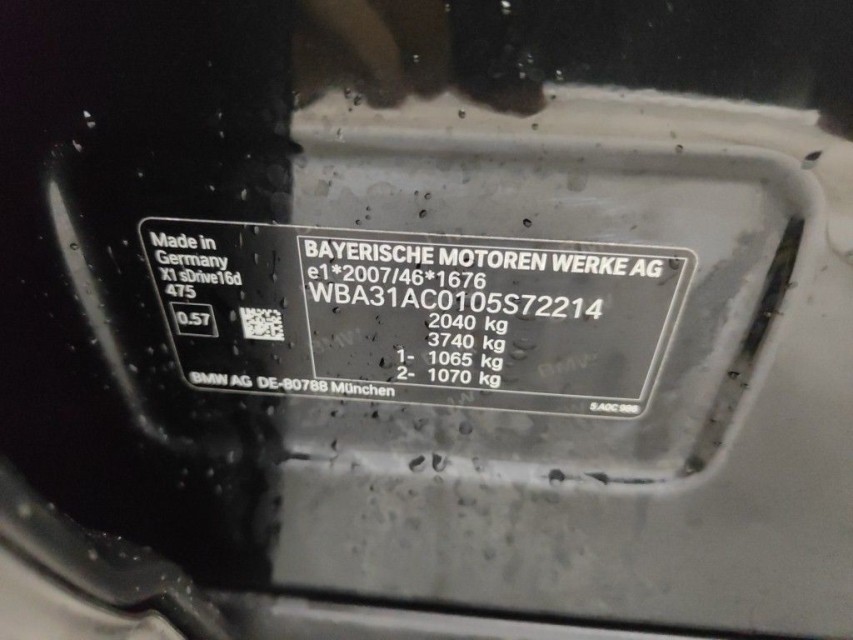 Made in
Germany
X1 sDrive16d
475
0.57
BAYERISCHE MOTOREN WERKE AG
e1*2007/46*1676
WBA31AC0105S72214
2040 kg
3740 kg
1- 1065 kg
2- 1070 kg
BMW AG DE-80788 München